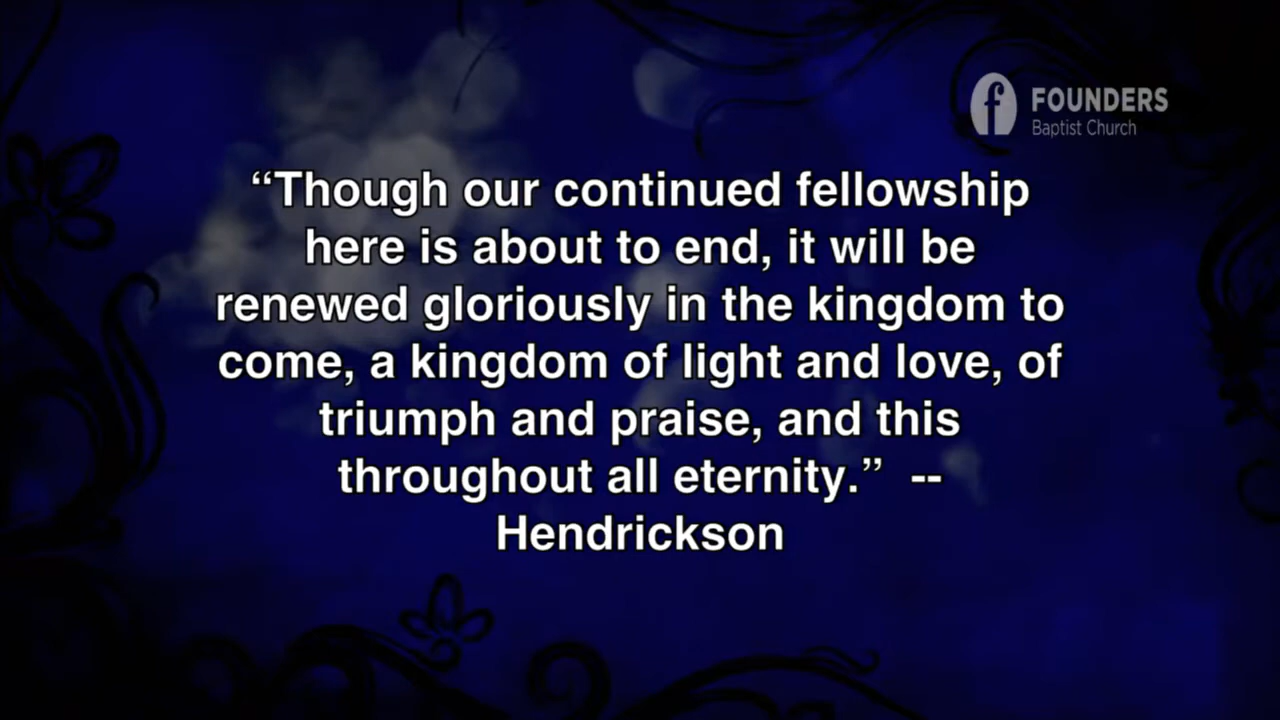 FOUNDERS
Baptist Church
“Though our continued fellowship
here is about to end, it will be
renewed gloriously in the kingdom to
come, a kingdom of light and love, of
triumph and praise, and this
throughout all eternity.”  --
Hendrickson